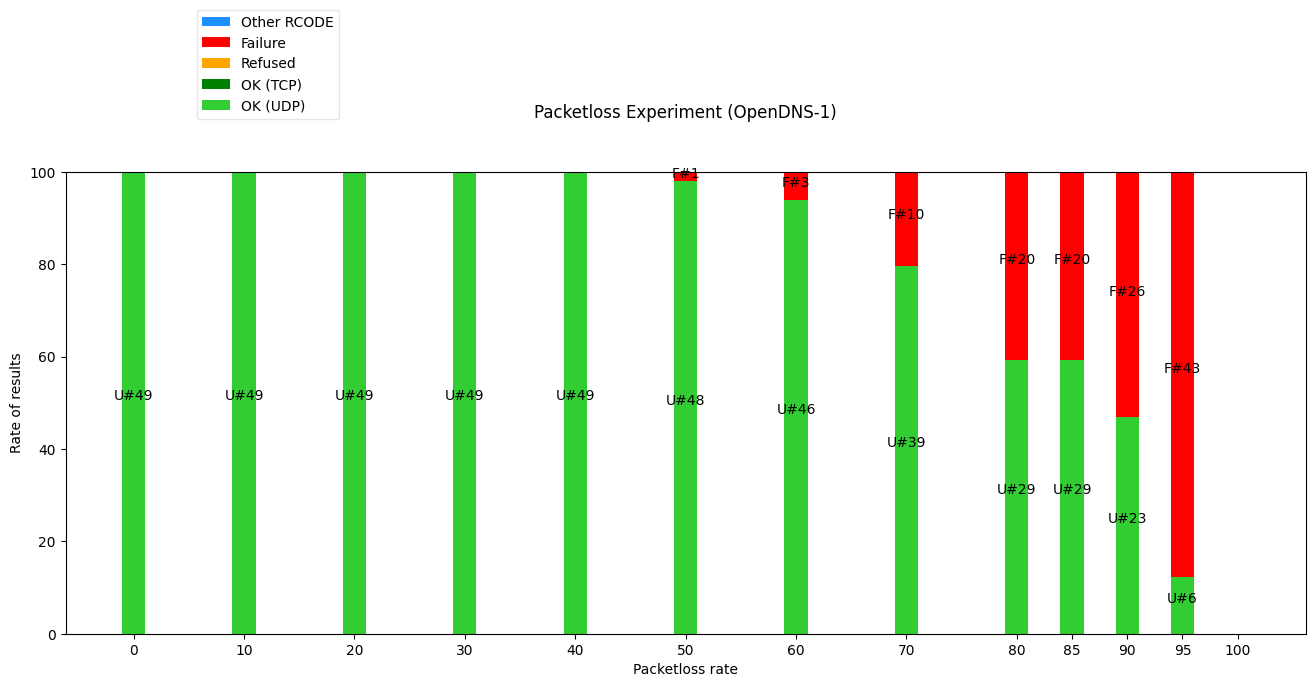 Other RCODE
Failure
Refused
OK (TCP)
OK (UDP)
Packetloss Experiment (OpenDNS-1)
100
80
60
40
20
0
Rate of results
F#1
F#3
F#10
F#20
F#20
F#26
F#43
U#49
U#49
U#49
U#49
U#49
U#48
U#46
U#39
U#29
U#29
U#23
U#6
0 10 20 30 40 50 60 70 80 85 90 95 100
Packetloss rate